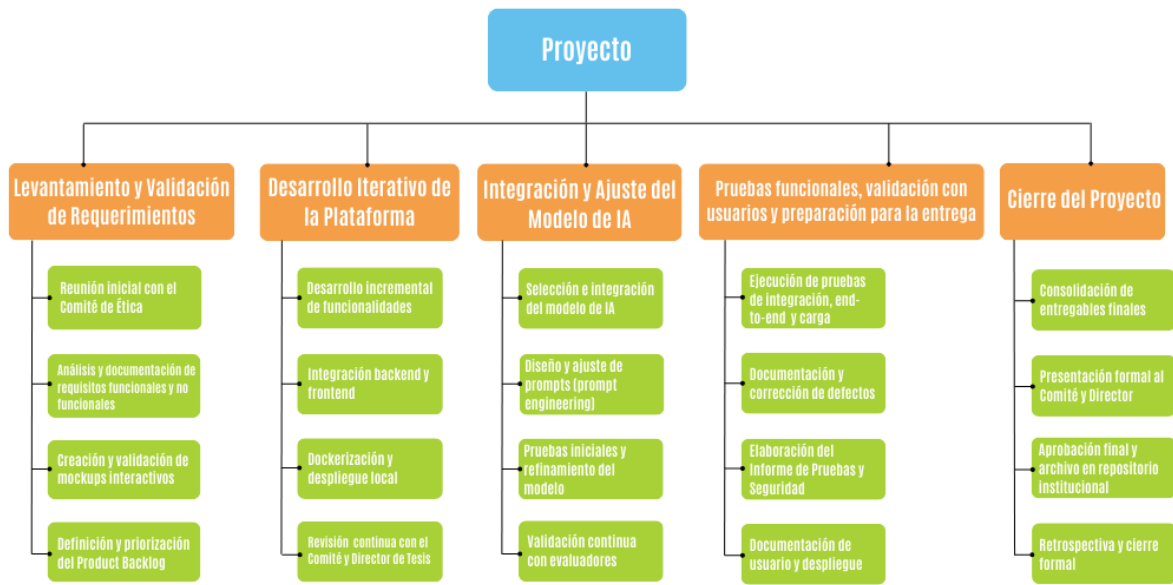 Proyecto
Levantamiento y Validación
de Requerimientos
Reunión inicial con el
Comité de Ética
Análisis y documentación de
requisitos funcionales y no
funcionales
Creación y validación de
mockups interactivos
Definición y priorización
del Product Backlog
Desarrollo Iterativo de
la Plataforma
Desarrollo incremental
de funcionalidades
Integración backend y
frontend
Dockerización y
despliegue local
Revisión continua con el
Comité y Director de Tesis
Integración y Ajuste del
Modelo de IA
Selección e integración
del modelo de IA
Diseño y ajuste de
prompts (prompt
engineering)
Pruebas iniciales y
refinamiento del
modelo
Validación continua
con evaluadores
Pruebas funcionales, validación con
usuarios y preparación para la entrega
Ejecución de pruebas
de integración, end-
to-end y carga
Documentación y
corrección de defectos
Elaboración del
Informe de Pruebas y
Seguridad
Documentación de
usuario y despliegue
Cierre del Proyecto
Consolidación de
entregables finales
Presentación formal al
Comité y Director
Aprobación final y
archivo en repositorio
institucional
Retrospectiva y cierre
formal